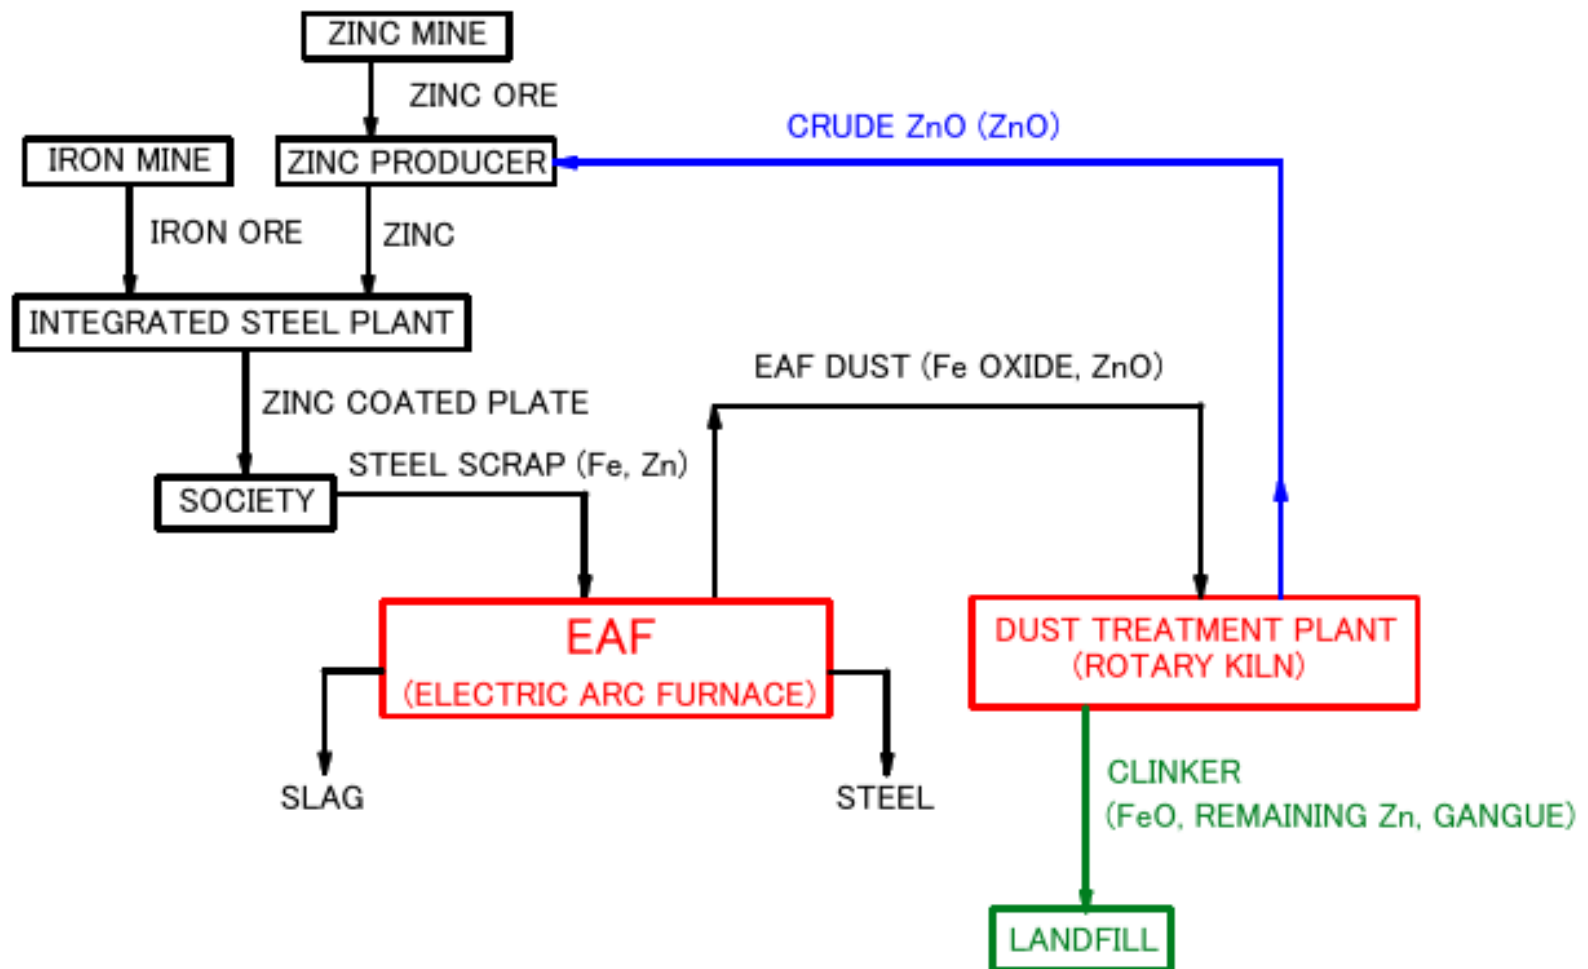 ZINC MINE
ZINC ORE
CRUDE ZnO (ZnO)
IRON MINE
ZINC PRODUCER
IRON ORE
ZINC
INTEGRATED STEEL PLANT
EAF DUST (Fe OXIDE, ZnO)
ZINC COATED PLATE
STEEL SCRAP (Fe, Zn)
SOCIETY
EAF
(ELECTRIC ARC FURNACE)
DUST TREATMENT PLANT
(ROTARY KILN)
SLAG
STEEL
CLINKER
(FeO, REMAINING Zn, GANGUE)
LANDFILL